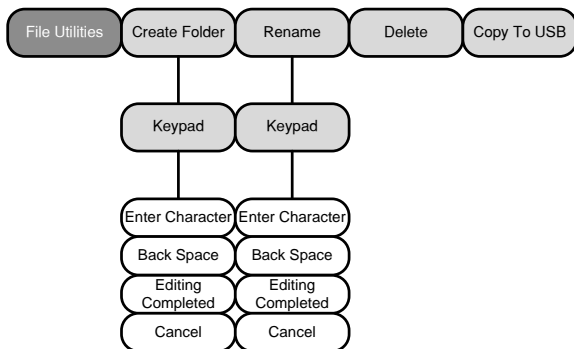 File Utilities
Create Folder
Rename
Delete
Copy To USB
Keypad
Keypad
Enter Character
Enter Character
Back Space
Back Space
Editing
Completed
Editing
Completed
Cancel
Cancel